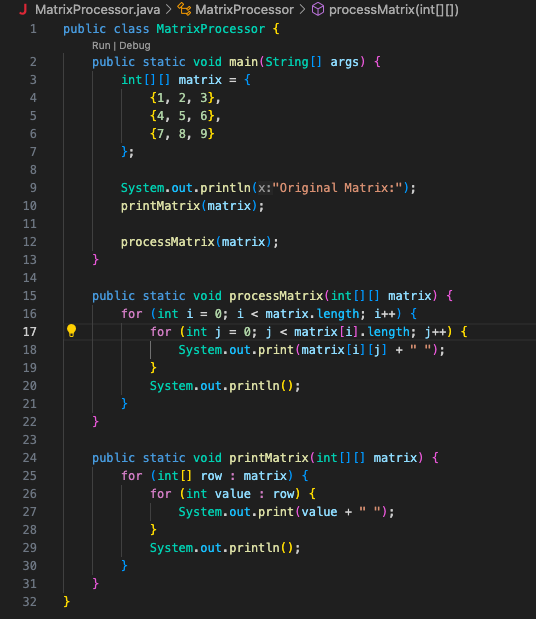 MatrixProcessor.java > MatrixProcessor > processMatrix(int[][])
1 public class MatrixProcessor {
Run | Debug
2     public static void main(String[] args) {
3         int[][] matrix = {
4             {1, 2, 3},
5             {4, 5, 6},
6             {7, 8, 9}
7         };
8
9         System.out.println(x:"Original Matrix:");
10         printMatrix(matrix);
11
12         processMatrix(matrix);
13     }
14
15     public static void processMatrix(int[][] matrix) {
16         for (int i = 0; i < matrix.length; i++) {
17             for (int j = 0; j < matrix[i].length; j++) {
18                 System.out.print(matrix[i][j] + " ");
19             }
20             System.out.println();
21         }
22     }
23
24     public static void printMatrix(int[][] matrix) {
25         for (int[] row : matrix) {
26             for (int value : row) {
27                 System.out.print(value + " ");
28             }
29             System.out.println();
30         }
31     }
32 }